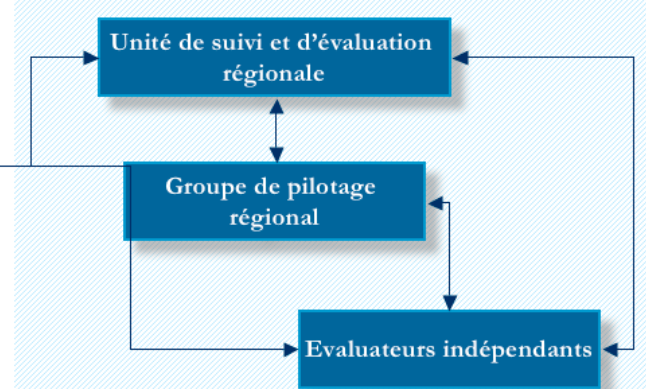 Unité de suivi et d'évaluation
régionale
Groupe de pilotage
régional
Evaluateurs indépendants